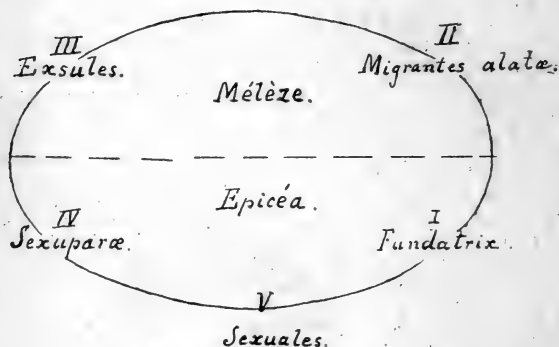 III
Exsules.
II
Migrantes alatæ.
Mélèze.
Epicéa.
IV
Sexuparæ.
I
Fundatrix.
V
Sexuales.